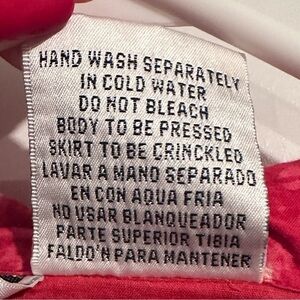 HAND WASH SEPARATELY
IN COLD WATER
DO NOT BLEACH
BODY TO BE PRESSED
SKIRT TO BE CRINCKLED
LAVAR A MANO SEPARADO
EN CON AQUA FRIA
NO USAR BLANQUEADOR
PARTE SUPERIOR TIBIA
FALDO'N PARA MANTENER